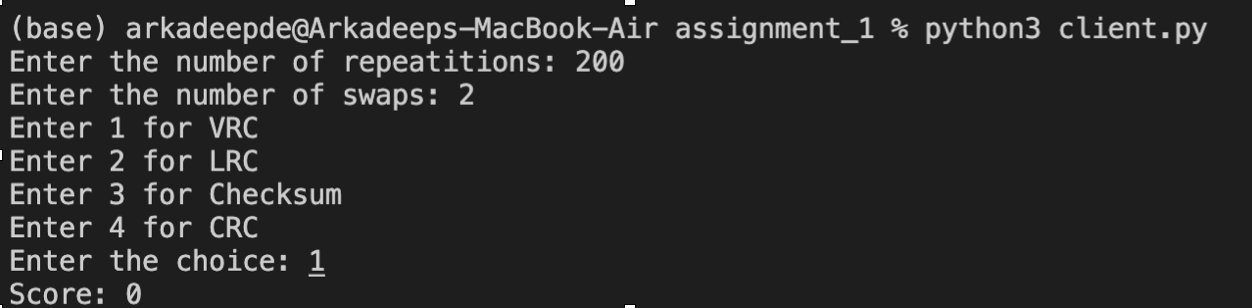 (base) arkadeepde@Arkadeeps-MacBook-Air assignment_1 % python3 client.py
Enter the number of repeatitions: 200
Enter the number of swaps: 2
Enter 1 for VRC
Enter 2 for LRC
Enter 3 for Checksum
Enter 4 for CRC
Enter the choice: 1
Score: 0